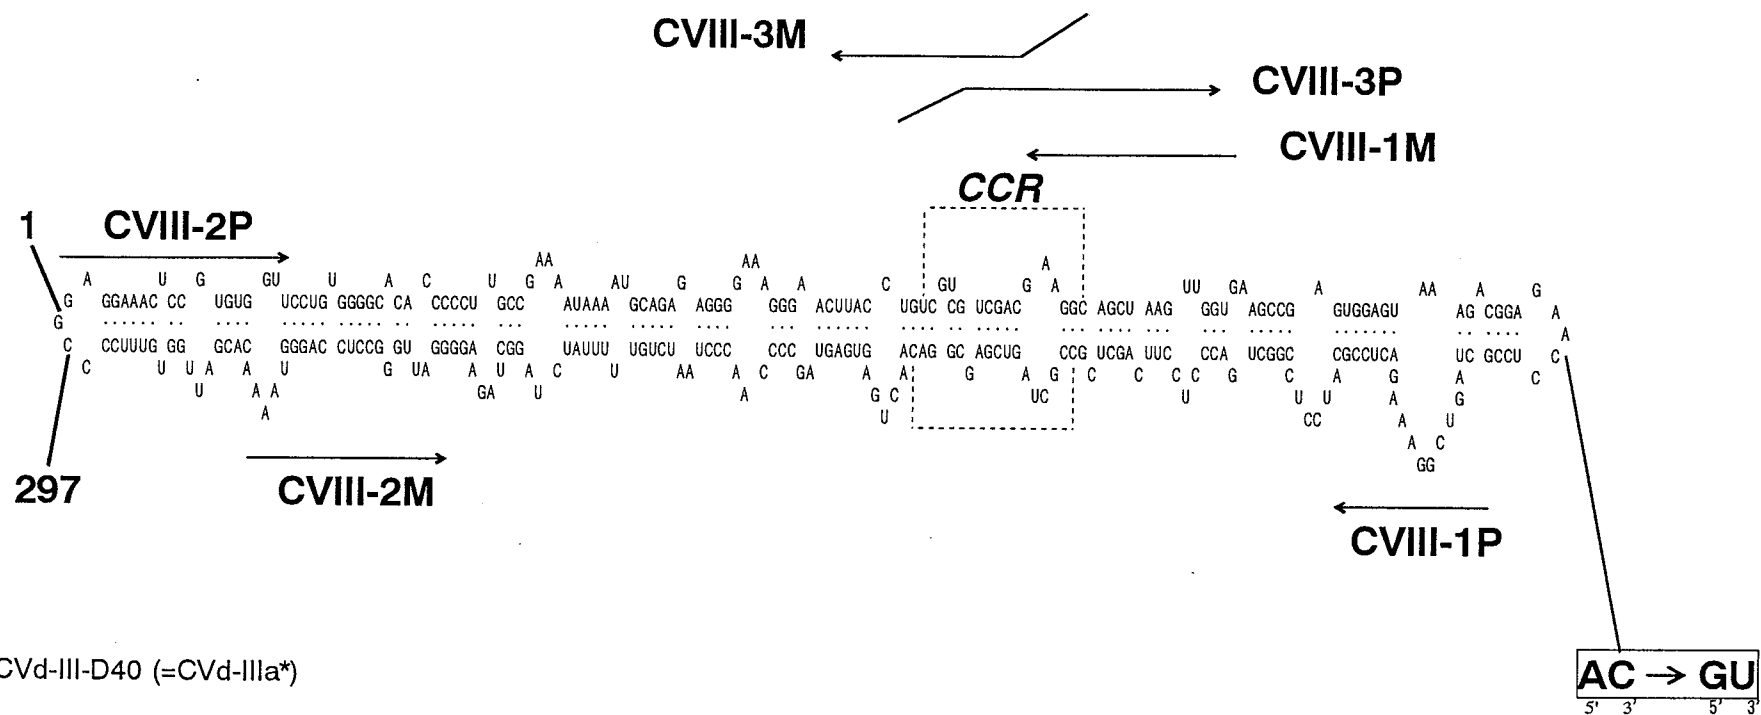 CVIII-3M
CVIII-3P
CVIII-1M
CCR
1 CVIII-2P
AA AA A
A U G GU U A C U G A AU G G A A C GU G A UU GA A AA A G
G GGAAAC CC UGUG UCCUG GGGGC CA CCCCU GCC AUAAA GCAGA AGGG GGG ACUUAC UGUC CG UCGAC GGC AGCU AAG GGU AGCCG GUGGAGU AG CGGA A
G A
C CCUUUG GG GCAC GGGAC CUCCG GU GGGGA CGG UAUUU UGUCU UCCC CCC UGAGUG ACAG GC AGCUG CCG UCGA UUC CCA UCGGC CGCCUCA UC GCCU C
C U U A A U G UA A U A C U AA A C GA A A G A G C C C C G C A G A C
U A A GA U A G C UC U U U A G
A U CC A U
A C
GG
297
CVIII-2M
CVIII-1P
CVd-III-D40 (=CVd-IIIa*)
AC → GU
5' 3' 5' 3'